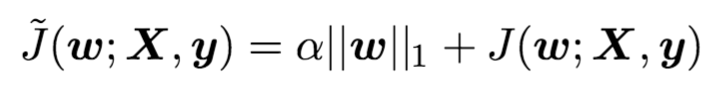 J̃(w; X, y) = α||w||₁ + J(w; X, y)